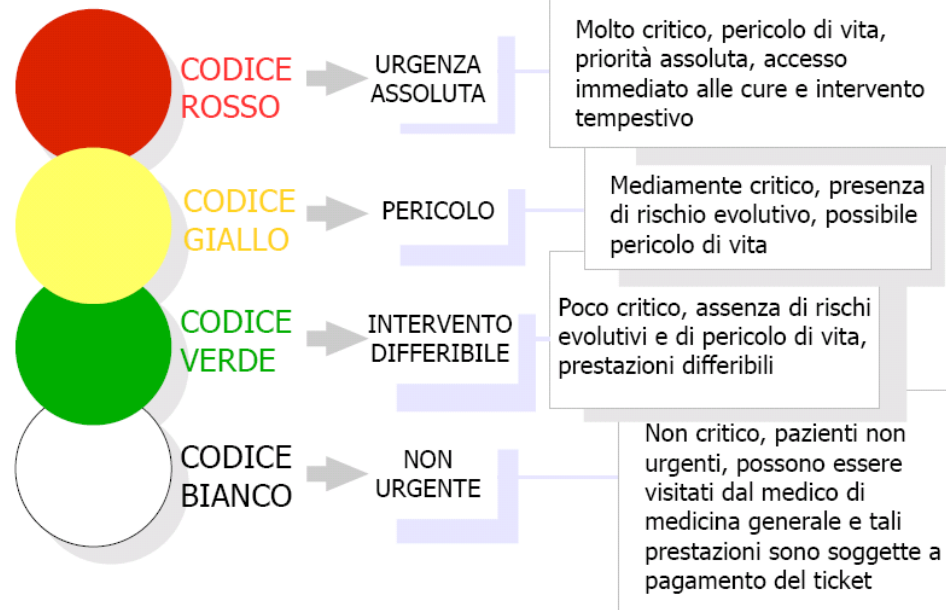 CODICE
ROSSO
URGENZA
ASSOLUTA
Molto critico, pericolo di vita,
priorità assoluta, accesso
immediato alle cure e intervento
tempestivo
CODICE
GIALLO
PERICOLO
Mediamente critico, presenza
di rischio evolutivo, possibile
pericolo di vita
CODICE
VERDE
INTERVENTO
DIFFERIBILE
Poco critico, assenza di rischi
evolutivi e di pericolo di vita,
prestazioni differibili
CODICE
BIANCO
NON
URGENTE
Non critico, pazienti non
urgenti, possono essere
visitati dal medico di
medicina generale e tali
prestazioni sono soggette a
pagamento del ticket